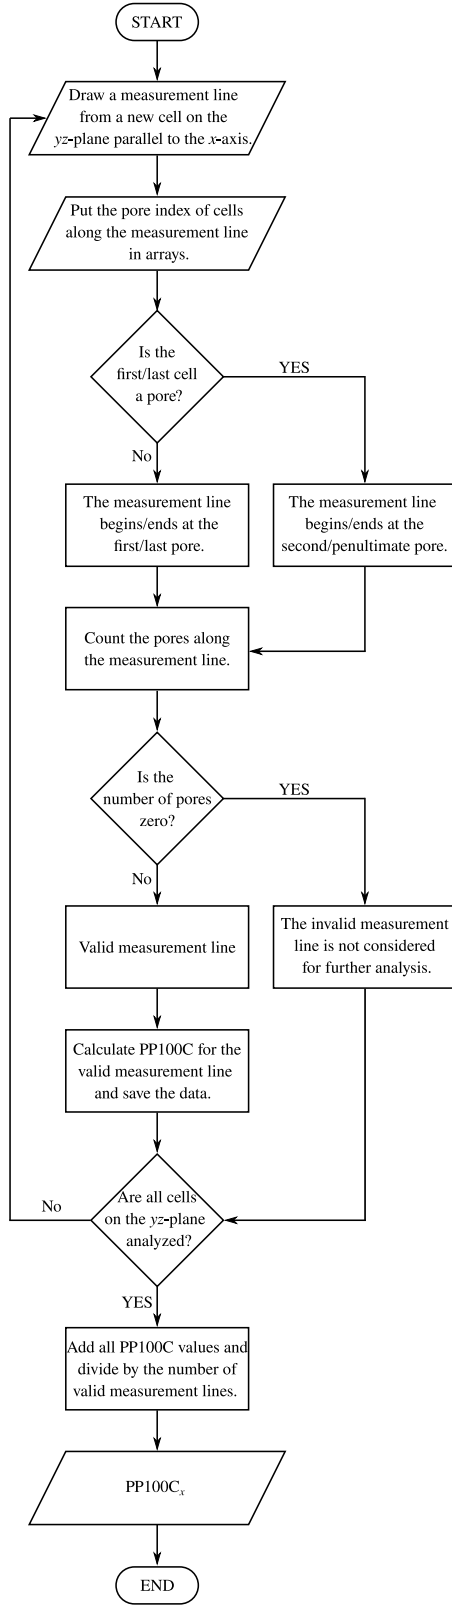 START
Draw a measurement line
from a new cell on the
yz-plane parallel to the x-axis.
Put the pore index of cells
along the measurement line
in arrays.
Is the
first/last cell
a pore?
YES
No
The measurement line
begins/ends at the
first/last pore.
The measurement line
begins/ends at the
second/penultimate pore.
Count the pores along
the measurement line.
Is the
number of pores
zero?
YES
No
Valid measurement line
The invalid measurement
line is not considered
for further analysis.
Calculate PP100C for the
valid measurement line
and save the data.
Are all cells
on the yz-plane
analyzed?
No
YES
Add all PP100C values and
divide by the number of
valid measurement lines.
PP100Cₓ
END